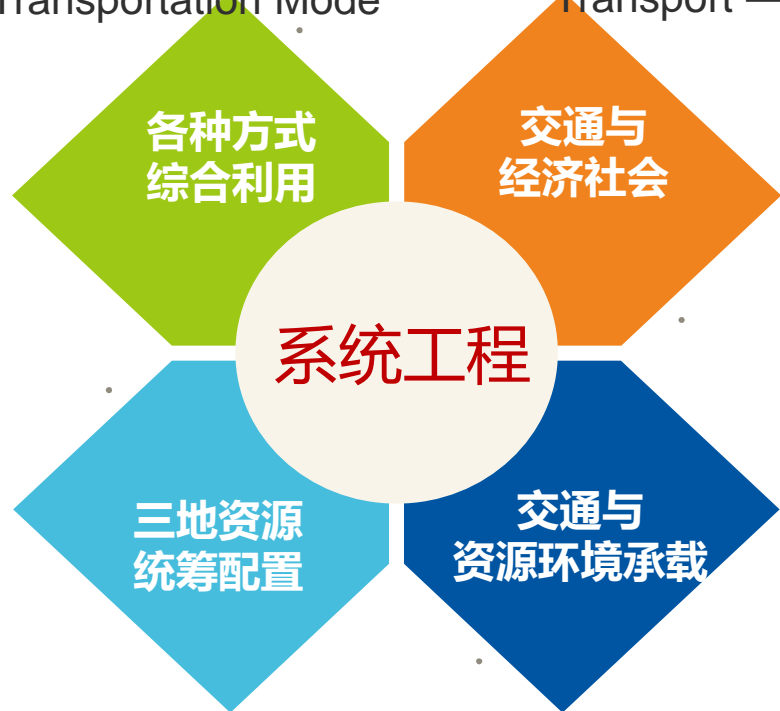 Transportation Mode
Transport —
各种方式
综合利用
交通与
经济社会
系统工程
三地资源
统筹配置
交通与
资源环境承载